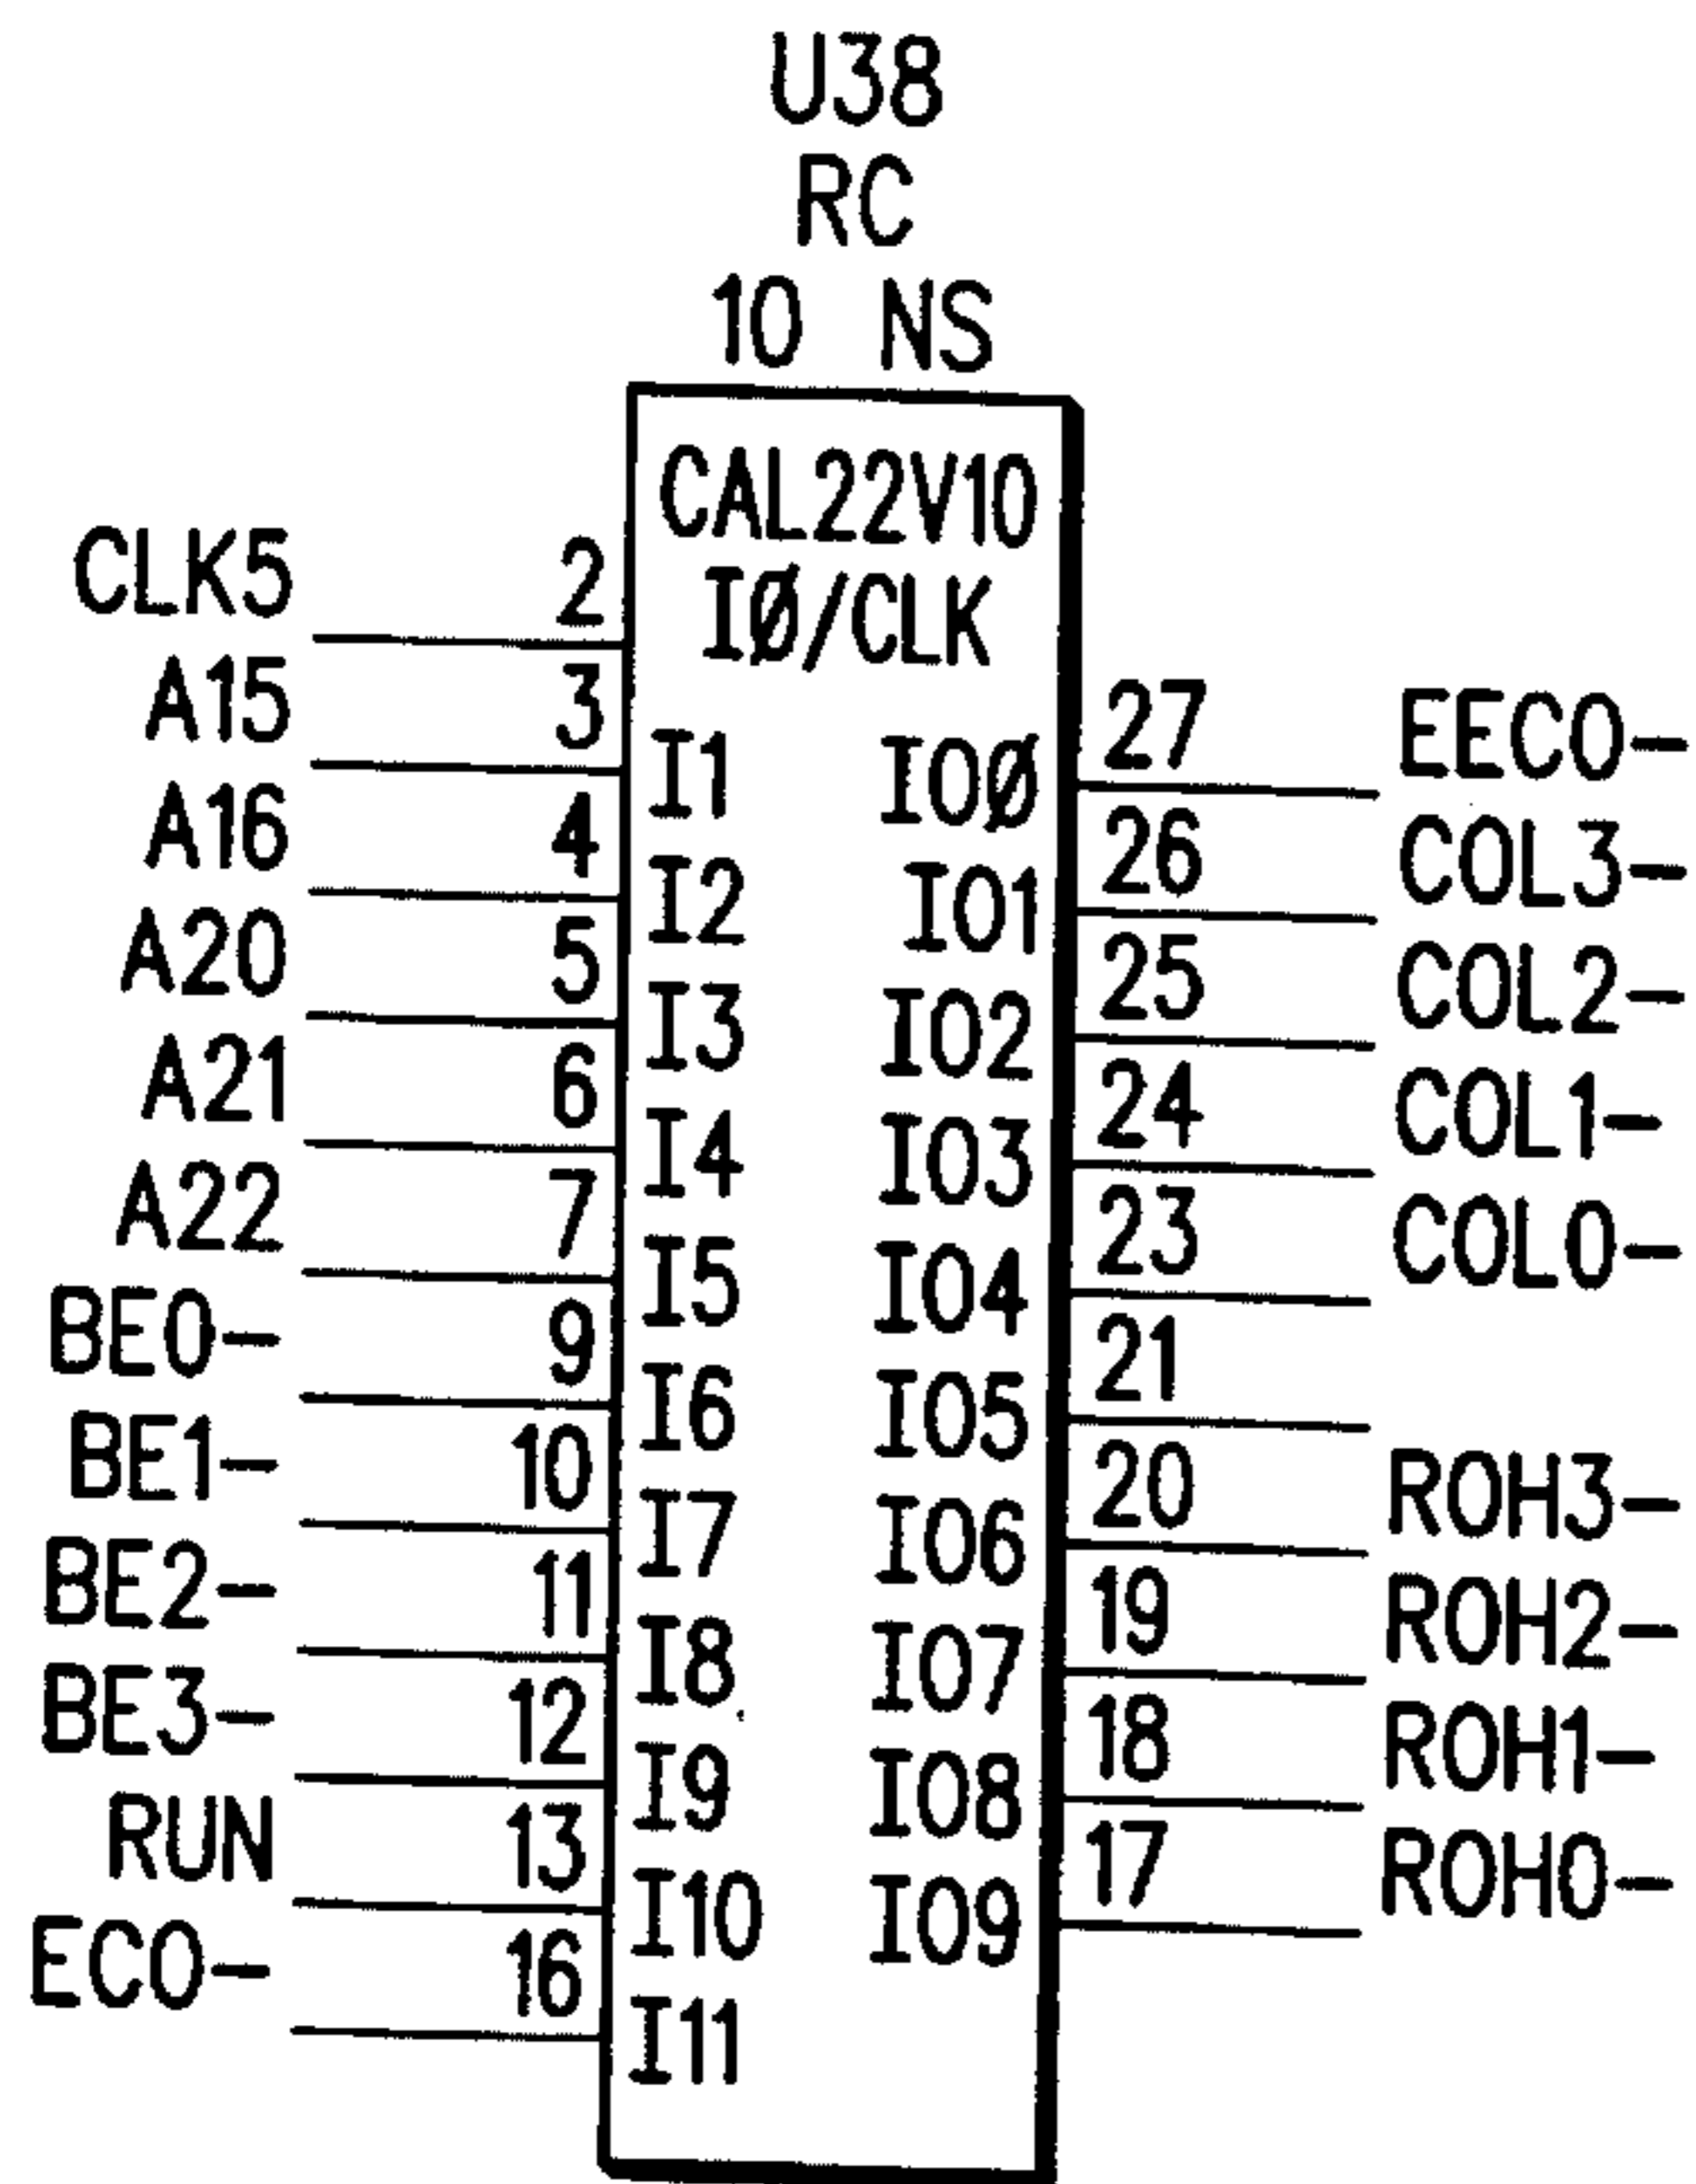 U38
RC
10 NS
CAL22V10
CLK5 2 IØ/CLK
A15 3 I1 IOØ 27 EECO-
A16 4 I2 IO1 26 COL3-
A20 5 I3 IO2 25 COL2-
A21 6 I4 IO3 24 COL1-
A22 7 I5 IO4 23 COL0-
BE0- 9 I6 IO5 21
BE1- 10 I7 IO6 20 ROH3-
BE2- 11 I8 IO7 19 ROH2-
BE3- 12 I9 IO8 18 ROH1-
RUN 13 I10 IO9 17 ROH0-
ECO- 16 I11